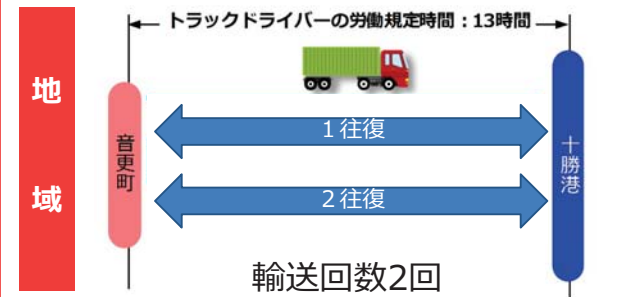 トラックドライバーの労働規定時間：13時間
地域
音更町
1往復
2往復
十勝港
輸送回数2回